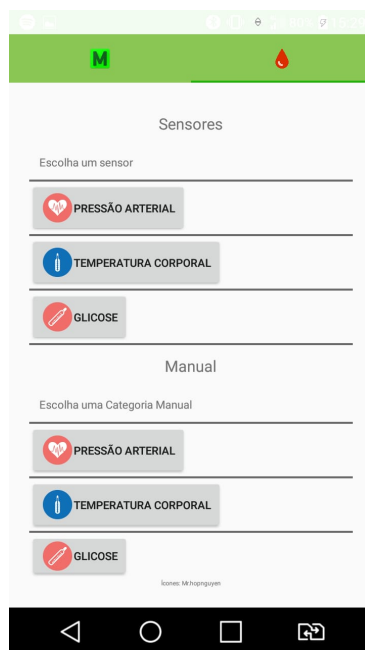 M
Sensores
Escolha um sensor
PRESSÃO ARTERIAL
TEMPERATURA CORPORAL
GLICOSE
Manual
Escolha uma Categoria Manual
PRESSÃO ARTERIAL
TEMPERATURA CORPORAL
GLICOSE
Ícones: Mr.hopnguyen